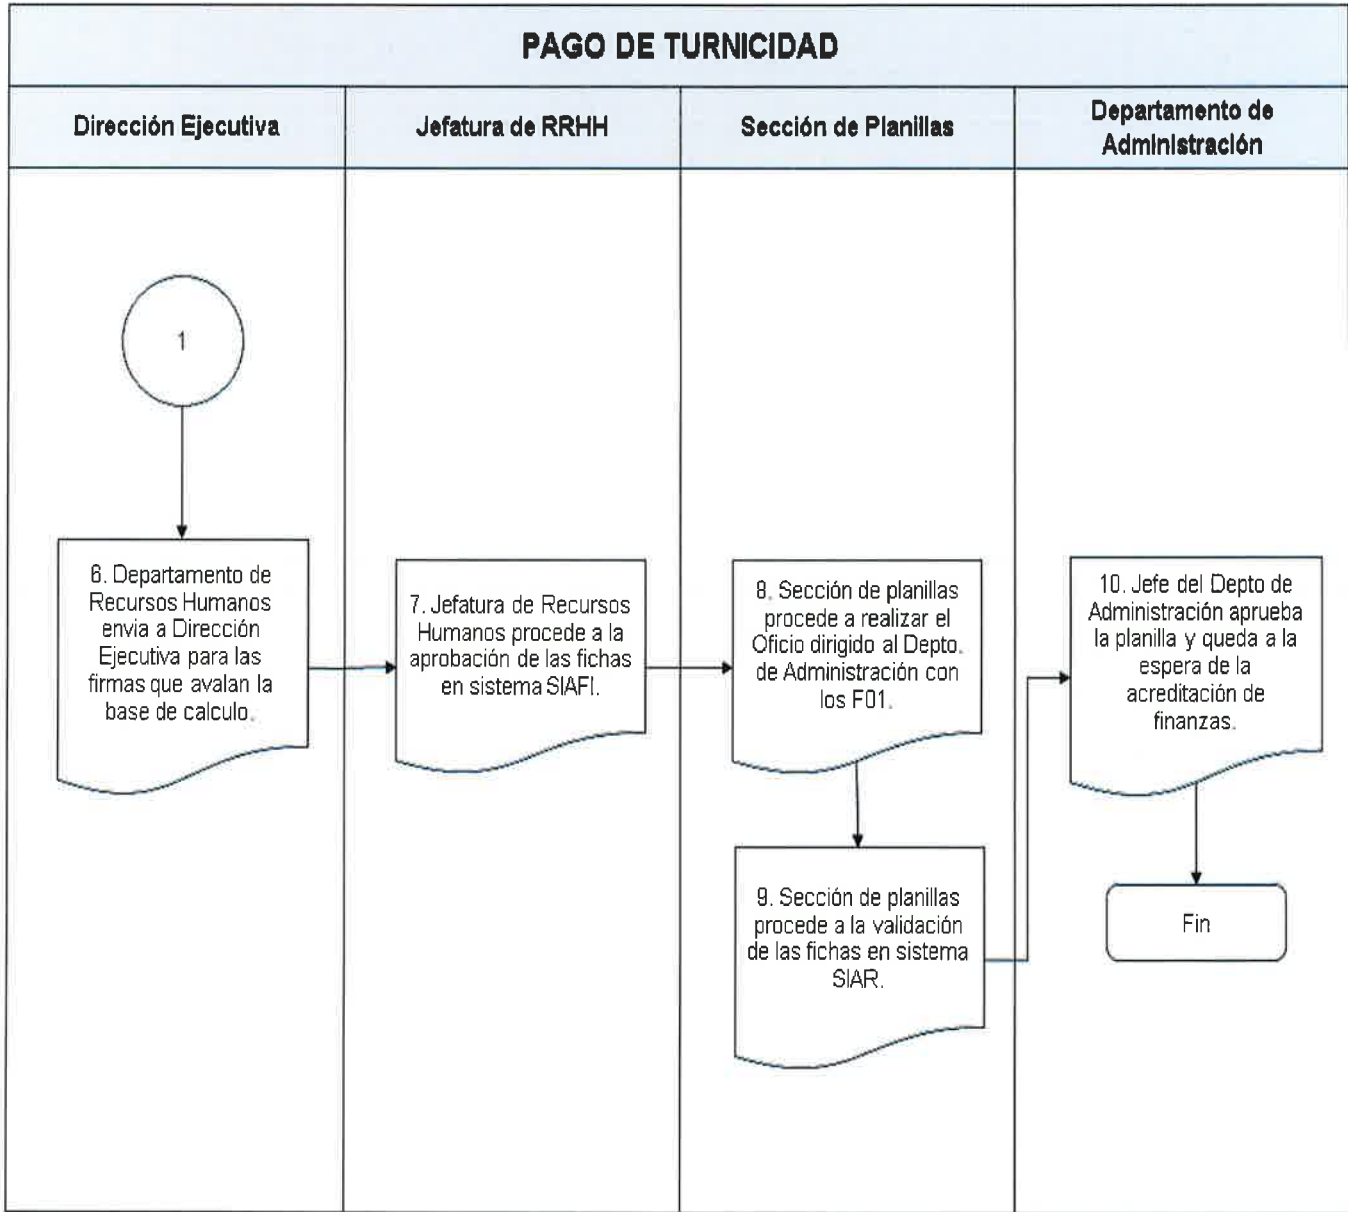 PAGO DE TURNICIDAD
Dirección Ejecutiva
Jefatura de RRHH
Sección de Planillas
Departamento de
Administración
1
6. Departamento de
Recursos Humanos
envia a Dirección
Ejecutiva para las
firmas que avalan la
base de calculo.
7. Jefatura de Recursos
Humanos procede a la
aprobación de las fichas
en sistema SIAFI.
8. Sección de planillas
procede a realizar el
Oficio dirigido al Depto.
de Administración con
los F01.
9. Sección de planillas
procede a la validación
de las fichas en sistema
SIAR.
10. Jefe del Depto de
Administración aprueba
la planilla y queda a la
espera de la
acreditación de
finanzas.
Fin